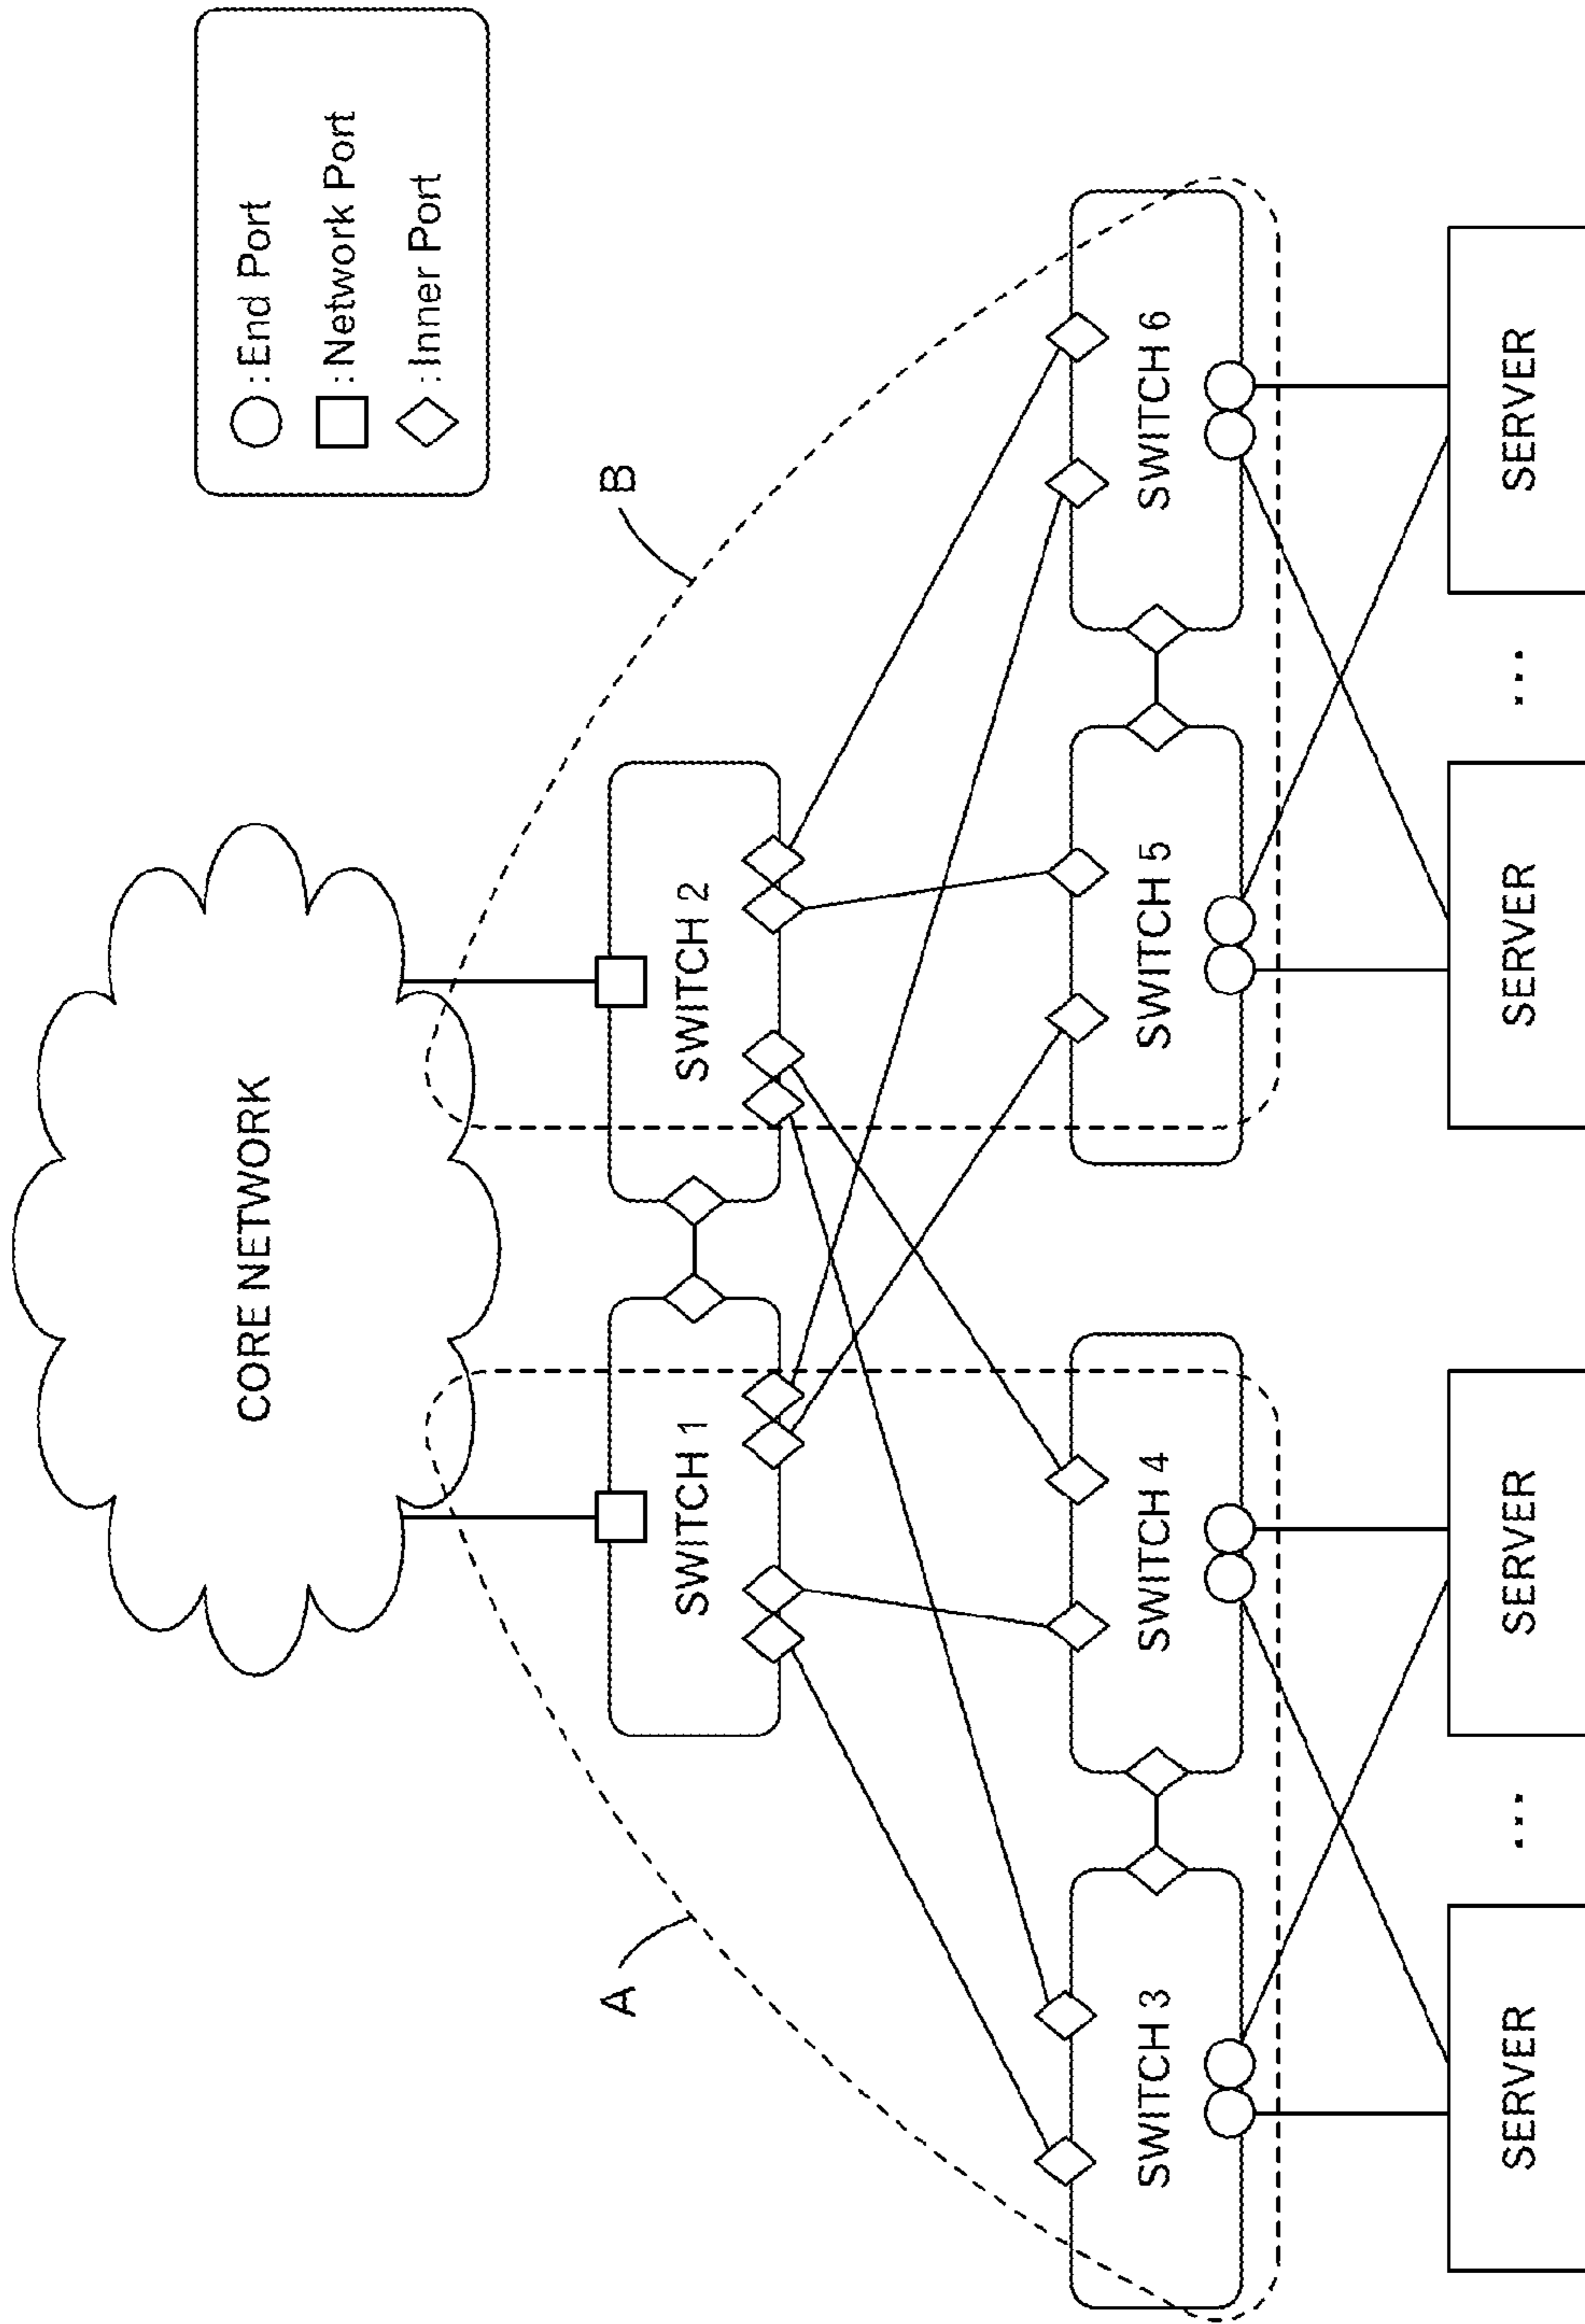 CORE NETWORK
○:End Port
□:Network Port
◇:Inner Port
A
B
SWITCH 1
SWITCH 2
SWITCH 3
SWITCH 4
SWITCH 5
SWITCH 6
SERVER
...
SERVER
SERVER
...
SERVER